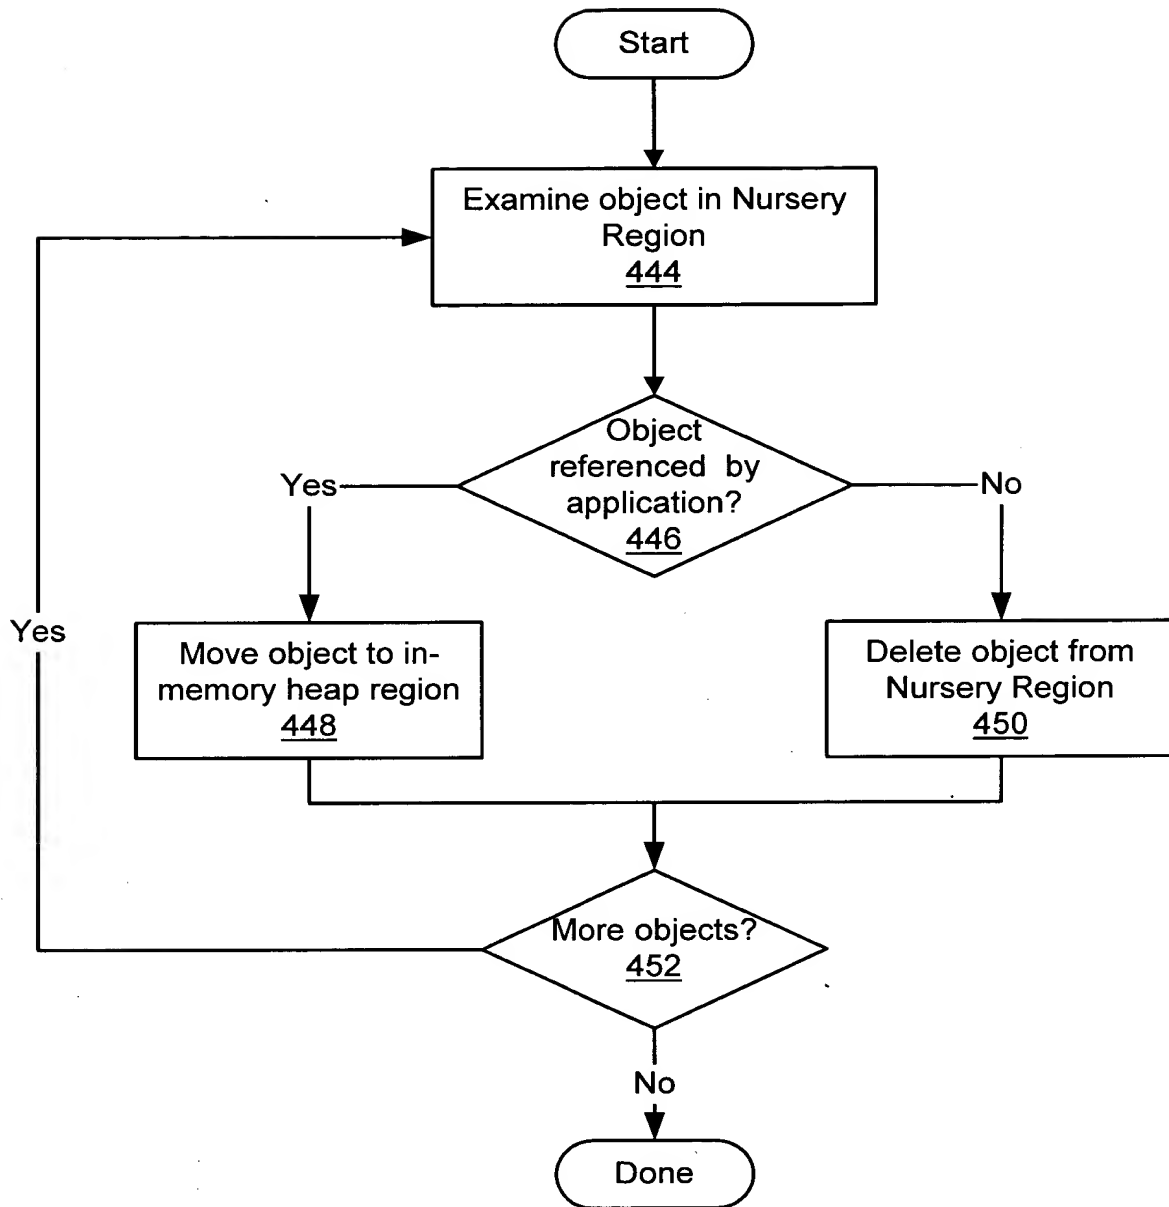 Start
Examine object in Nursery
Region
444
Object
referenced by
application?
446
Yes
No
Yes
Move object to in-
memory heap region
448
Delete object from
Nursery Region
450
More objects?
452
No
Done